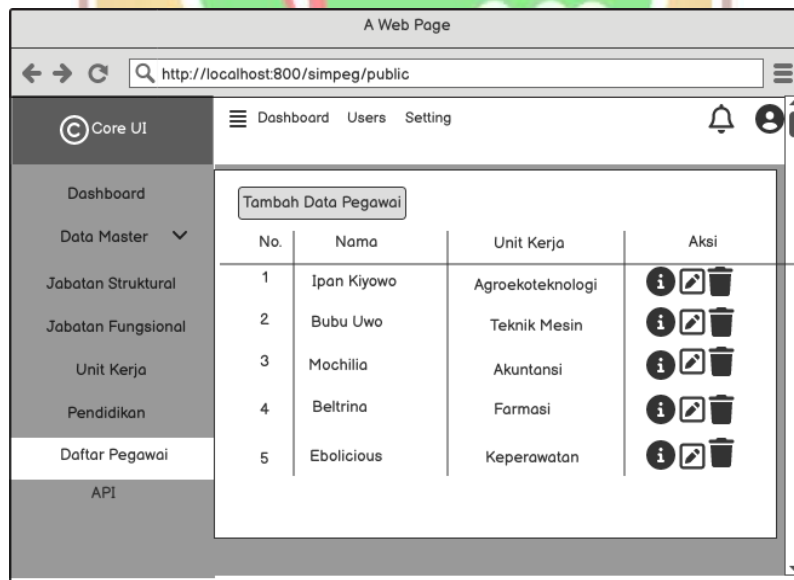 A Web Page
http://localhost:800/simpeg/public
© Core UI
Dashboard Users Setting
Dashboard
Data Master
Jabatan Struktural
Jabatan Fungsional
Unit Kerja
Pendidikan
Daftar Pegawai
API
Tambah Data Pegawai
No. Nama Unit Kerja Aksi
1 Ipan Kiyowo Agroekoteknologi
2 Bubu Uwo Teknik Mesin
3 Mochilia Akuntansi
4 Beltrina Farmasi
5 Ebolicious Keperawatan